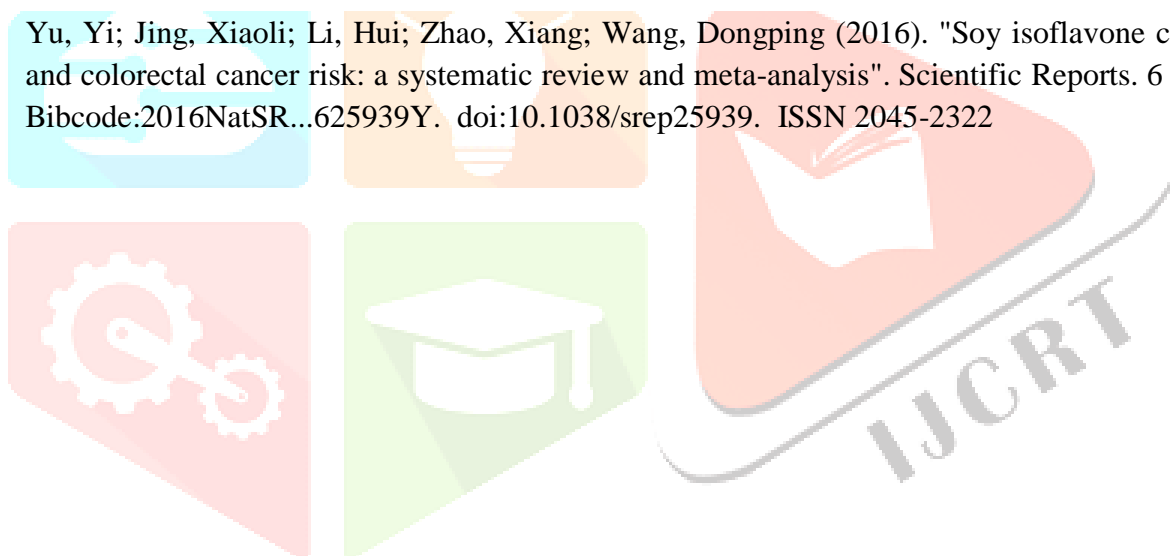 Yu, Yi; Jing, Xiaoli; Li, Hui; Zhao, Xiang; Wang, Dongping (2016). "Soy isoflavone c
and colorectal cancer risk: a systematic review and meta-analysis". Scientific Reports. 6
Bibcode:2016NatSR...625939Y. doi:10.1038/srep25939. ISSN 2045-2322
IJCRT